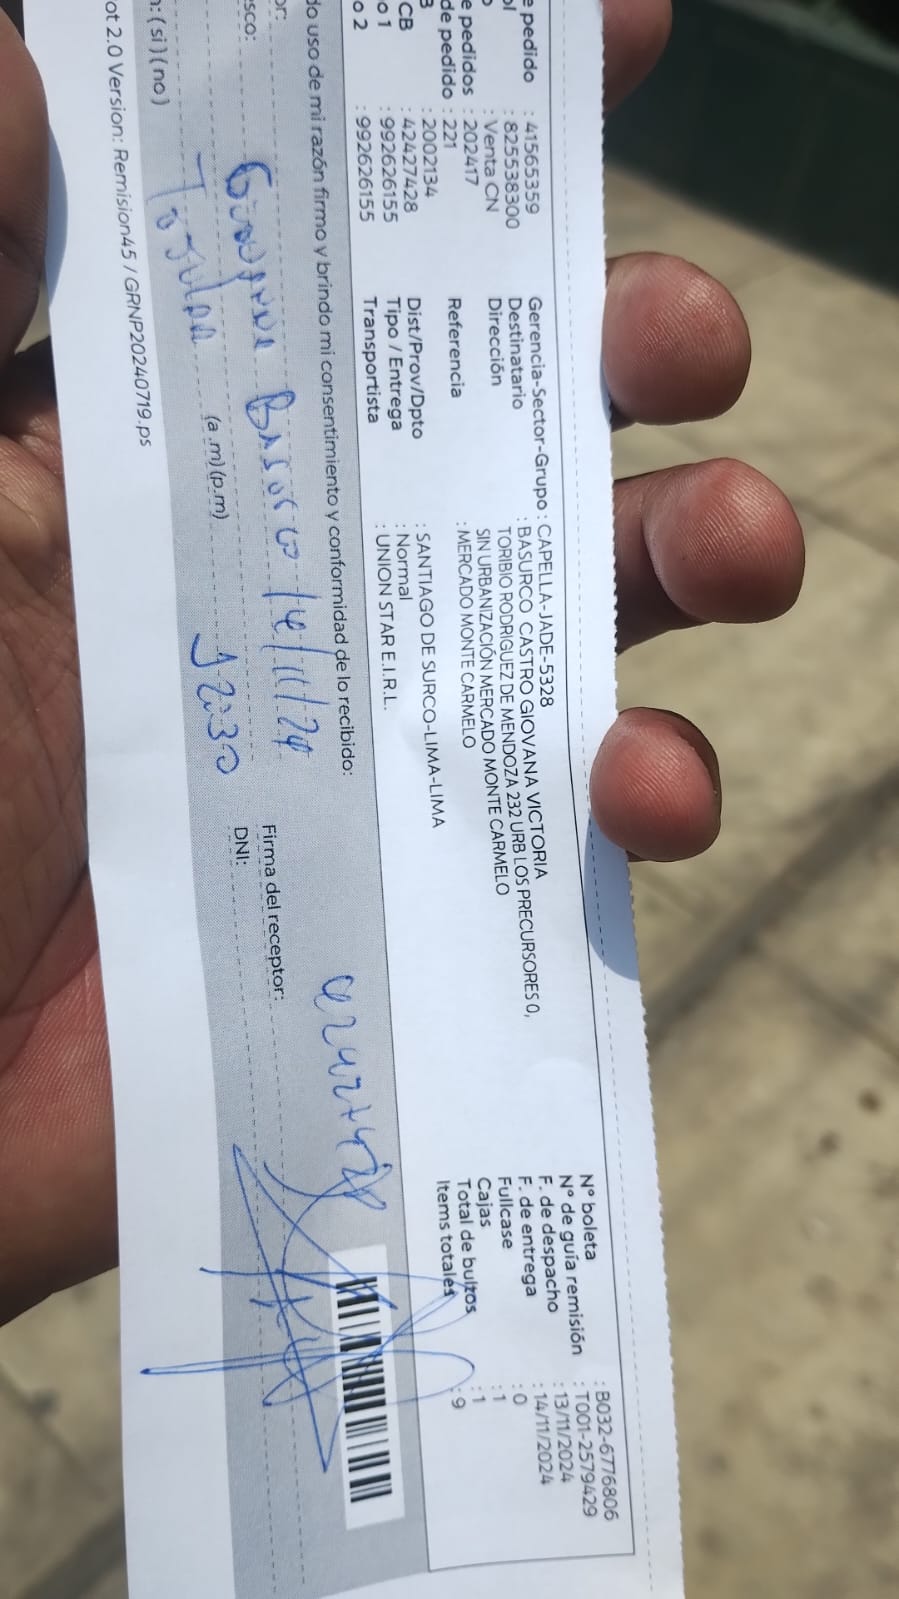 e pedido : 41565359
ol : 825538300
o : Venta CN
e pedidos : 202417
de pedido : 221
B : 2002134
CB : 42427428
o 1 : 992626155
o 2 : 992626155
Gerencia-Sector-Grupo : CAPELLA-JADE-5328
Destinatario : BASURCO CASTRO GIOVANA VICTORIA
Dirección : TORIBIO RODRIGUEZ DE MENDOZA 232 URB LOS PRECURSORES 0,
SIN URBANIZACIÓN MERCADO MONTE CARMELO
Referencia : MERCADO MONTE CARMELO
Dist/Prov/Dpto : SANTIAGO DE SURCO-LIMA-LIMA
Tipo / Entrega : Normal
Transportista : UNION STAR E.I.R.L.
N° boleta : B032-6776806
N° de guía remisión : T001-2579429
F. de despacho : 13/11/2024
F. de entrega : 14/11/2024
Fullcase : 0
Cajas : 1
Total de bultos : 1
Items totales : 9
do uso de mi razón firmo y brindo mi consentimiento y conformidad de lo recibido:
or: Basurco 14/11/24
Firma del receptor:
esco: (a.m)(p.m) 12:30
DNI:
n: (si) (no)
ot 2.0 Version: Remision45 / GRNP20240719.ps